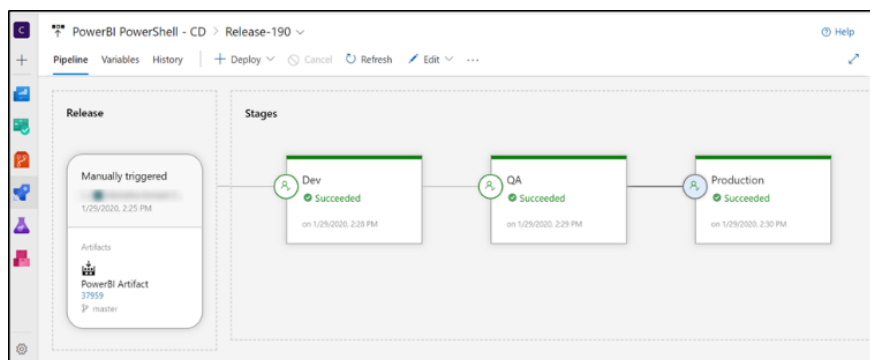 C
PowerBI PowerShell - CD > Release-190
Help
Pipeline Variables History
Deploy
Cancel
Refresh
Edit
...
Release
Stages
Manually triggered
1/29/2020, 2:25 PM
Artifacts
PowerBI Artifact
37959
master
Dev
Succeeded
on 1/29/2020, 2:28 PM
QA
Succeeded
on 1/29/2020, 2:29 PM
Production
Succeeded
on 1/29/2020, 2:30 PM